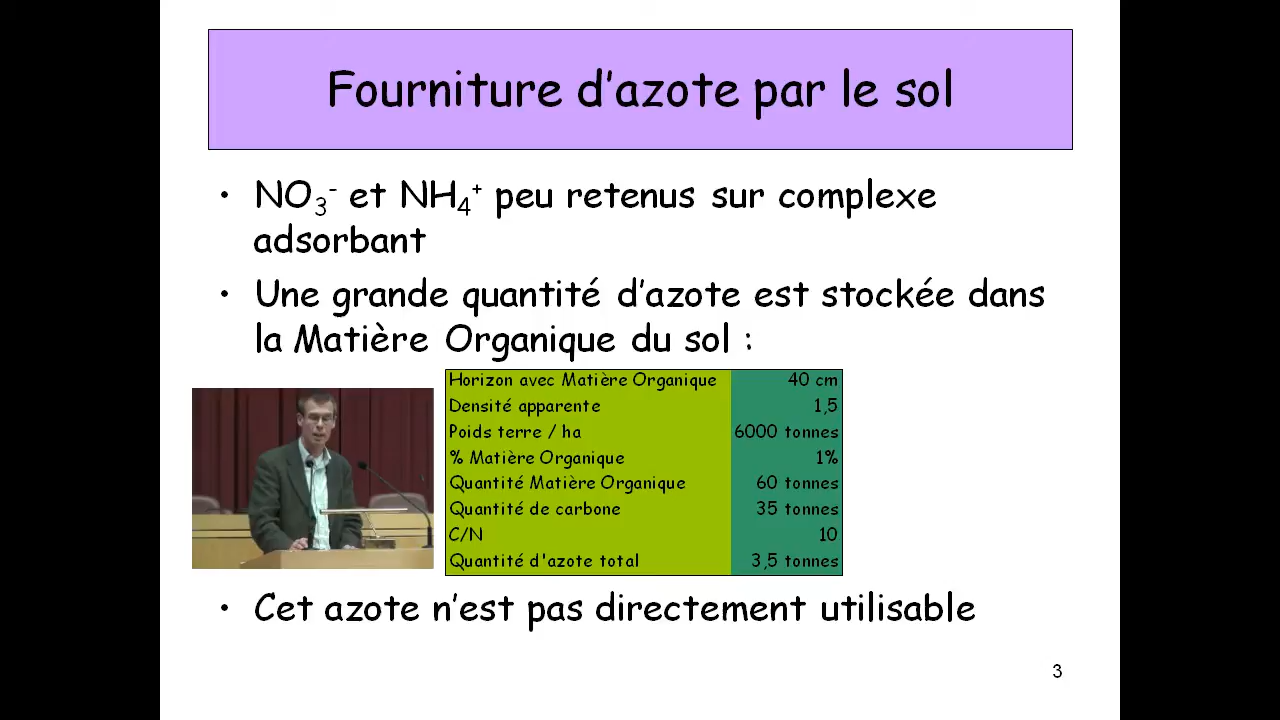 Fourniture d’azote par le sol
• NO3- et NH4+ peu retenus sur complexe
adsorbant
• Une grande quantité d’azote est stockée dans
la Matière Organique du sol :
Horizon avec Matière Organique 40 cm
Densité apparente 1,5
Poids terre / ha 6000 tonnes
% Matière Organique 1%
Quantité Matière Organique 60 tonnes
Quantité de carbone 35 tonnes
C/N 10
Quantité d'azote total 3,5 tonnes
• Cet azote n’est pas directement utilisable
3